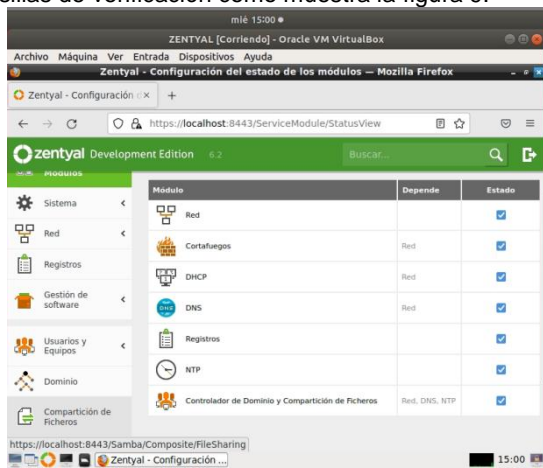 mié 15:00
ZENTYAL [Corriendo] - Oracle VM VirtualBox
Archivo Máquina Ver Entrada Dispositivos Ayuda
Zentyal - Configuración del estado de los módulos — Mozilla Firefox
Zentyal - Configuración
https://localhost:8443/ServiceModule/StatusView
zentyal Development Edition 6.2
Buscar...
Módulos
Sistema
Red
Registros
Gestión de
software
Usuarios y
Equipos
Dominio
Compartición de
Ficheros
Módulo Depende Estado
Red
Cortafuegos Red
DHCP Red
DNS Red
Registros
NTP
Controlador de Dominio y Compartición de Ficheros Red, DNS, NTP
https://localhost:8443/Samba/Composite/FileSharing
Zentyal - Configuración ...
15:00